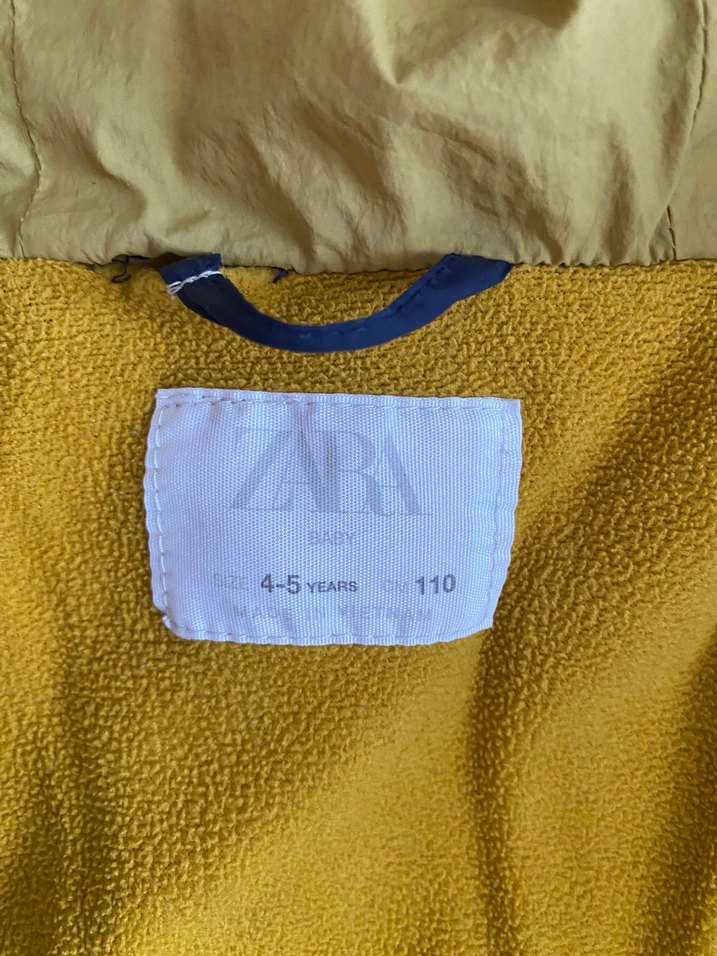 ZARA
BABY
SIZE 4-5 YEARS CM 110
MADE IN VIETNAM